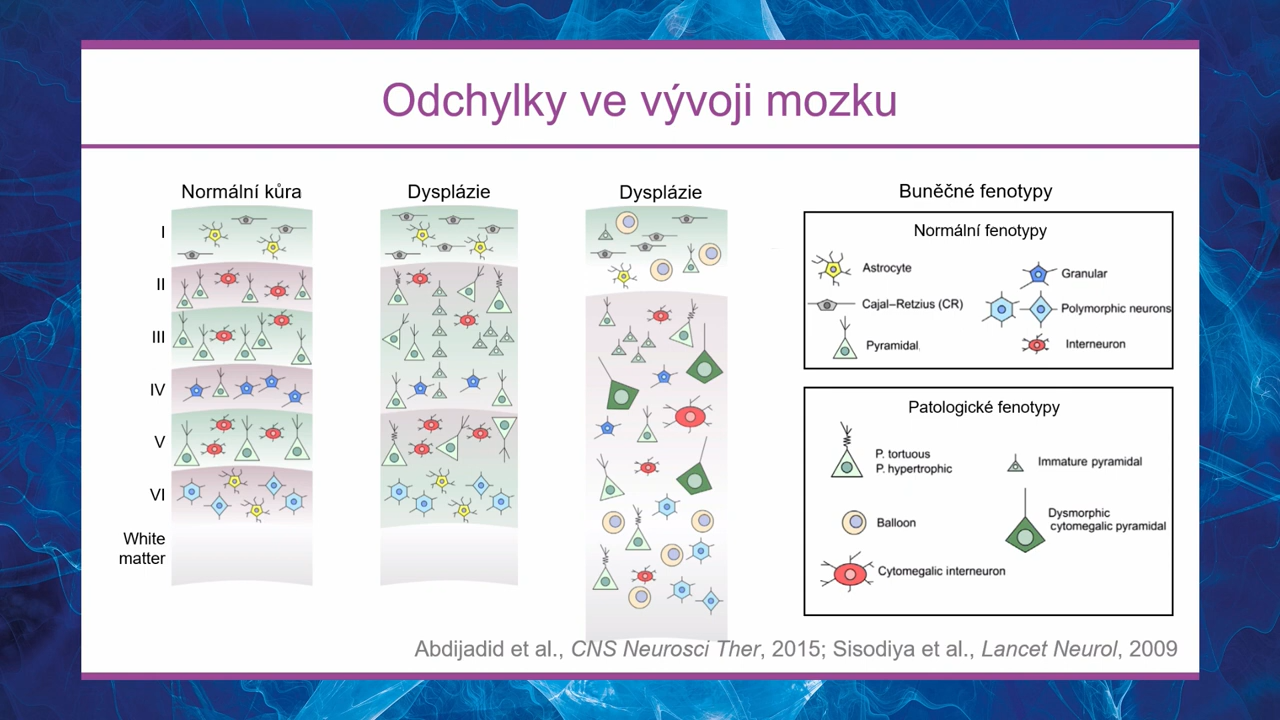 Odchylky ve vývoji mozku
Normální kůra
Dysplázie
Dysplázie
I
II
III
IV
V
VI
White
matter
Buněčné fenotypy
Normální fenotypy
Astrocyte
Granular
Cajal–Retzius (CR)
Polymorphic neurons
Pyramidal
Interneuron
Patologické fenotypy
P. tortuous
P. hypertrophic
Immature pyramidal
Balloon
Dysmorphic
cytomegalic pyramidal
Cytomegalic interneuron
Abdijadid et al., CNS Neurosci Ther, 2015; Sisodiya et al., Lancet Neurol, 2009